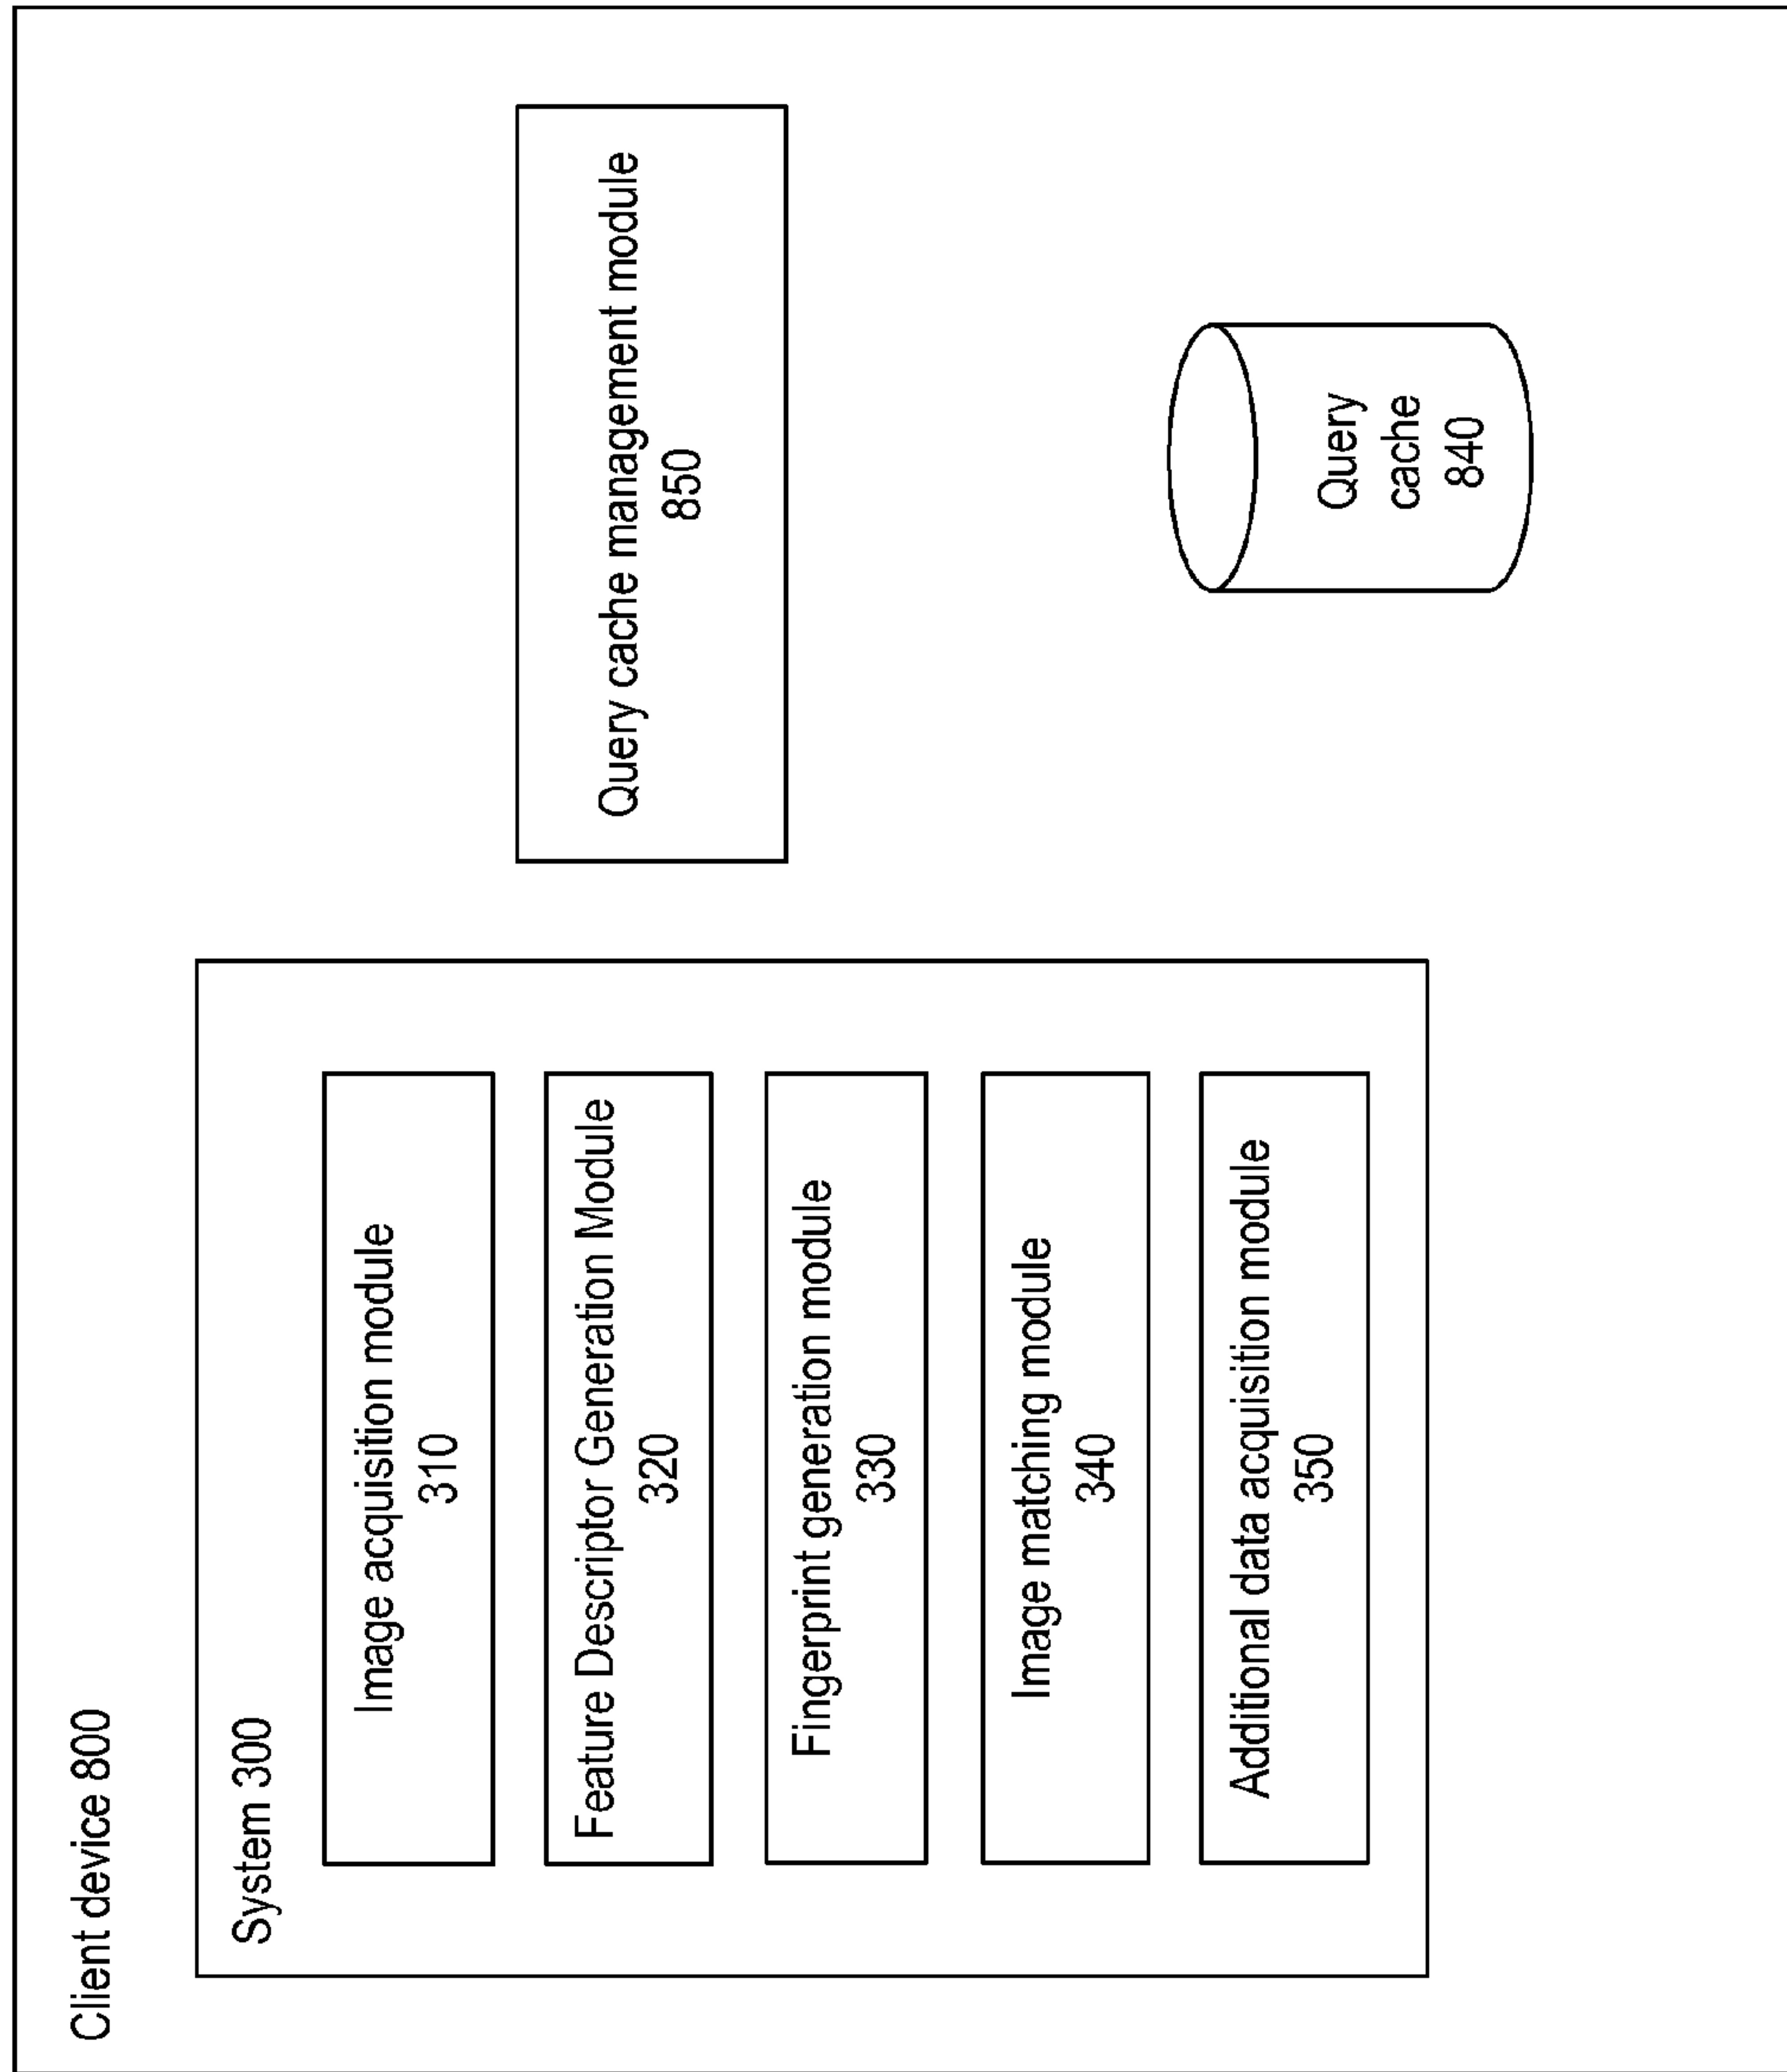 Client device 800
System 300
Image acquisition module
310
Feature Descriptor Generation Module
320
Fingerprint generation module
330
Image matching module
340
Additional data acquisition module
350
Query cache management module
850
Query
cache
840